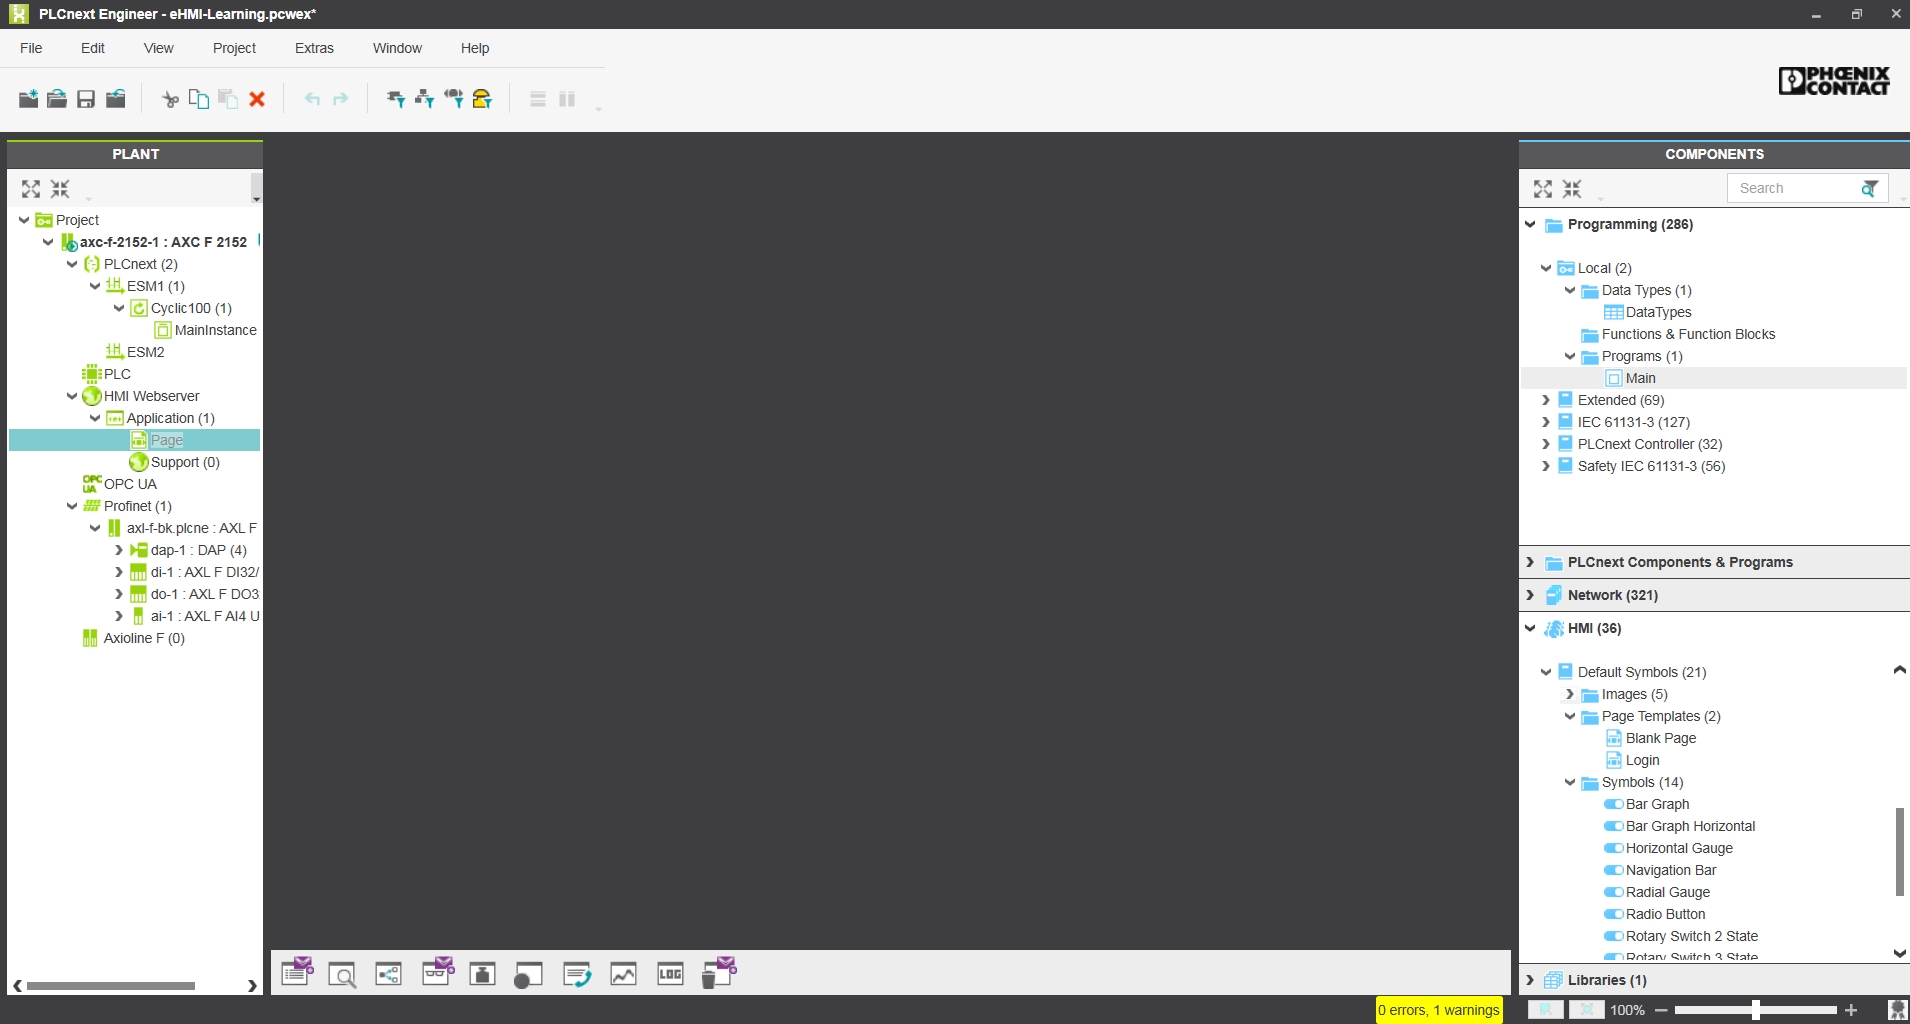 PLCnext Engineer - eHMI-Learning.pcwex*
File Edit View Project Extras Window Help
PHŒNIX
CONTACT
PLANT
Project
axc-f-2152-1 : AXC F 2152
PLCnext (2)
ESM1 (1)
Cyclic100 (1)
MainInstance
ESM2
PLC
HMI Webserver
Application (1)
Page
Support (0)
OPC UA
Profinet (1)
axl-f-bk.plcne : AXL F
dap-1 : DAP (4)
di-1 : AXL F DI32/
do-1 : AXL F DO3
ai-1 : AXL F AI4 U
Axioline F (0)
LOG
0 errors, 1 warnings
COMPONENTS
Search
Programming (286)
Local (2)
Data Types (1)
DataTypes
Functions & Function Blocks
Programs (1)
Main
Extended (69)
IEC 61131-3 (127)
PLCnext Controller (32)
Safety IEC 61131-3 (56)
PLCnext Components & Programs
Network (321)
HMI (36)
Default Symbols (21)
Images (5)
Page Templates (2)
Blank Page
Login
Symbols (14)
Bar Graph
Bar Graph Horizontal
Horizontal Gauge
Navigation Bar
Radial Gauge
Radio Button
Rotary Switch 2 State
Rotary Switch 3 State
Libraries (1)
100%